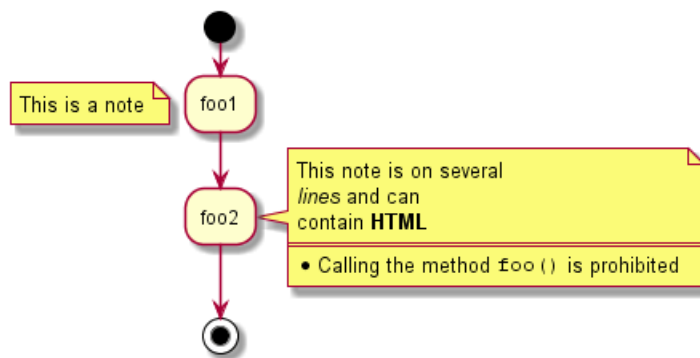 This is a note
foo1
foo2
This note is on several
lines and can
contain HTML
• Calling the method foo() is prohibited